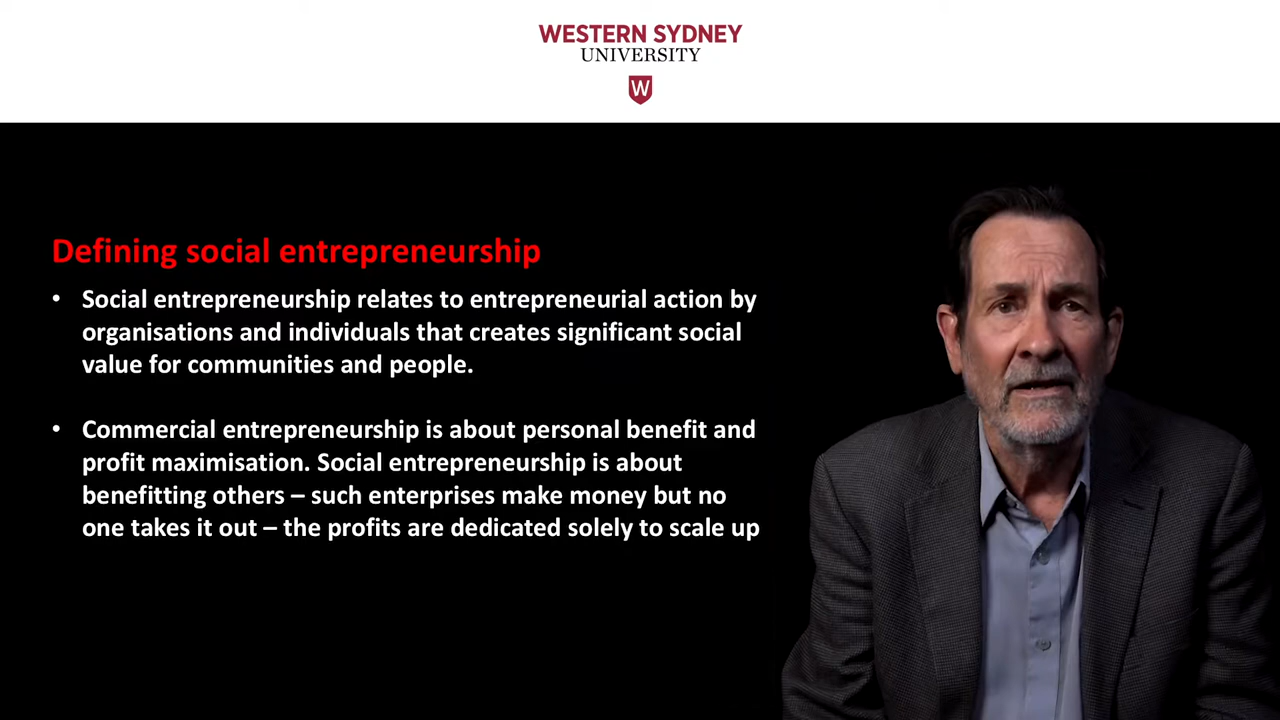 WESTERN SYDNEY
UNIVERSITY
W
Defining social entrepreneurship
• Social entrepreneurship relates to entrepreneurial action by
organisations and individuals that creates significant social
value for communities and people.
• Commercial entrepreneurship is about personal benefit and
profit maximisation. Social entrepreneurship is about
benefitting others – such enterprises make money but no
one takes it out – the profits are dedicated solely to scale up